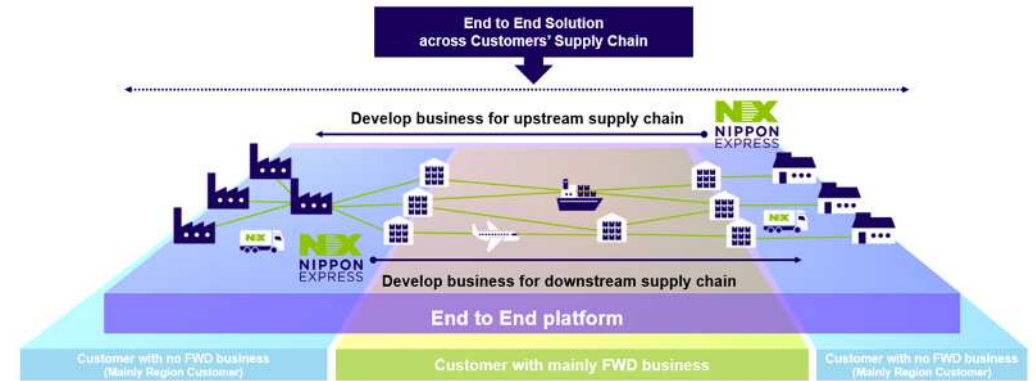 End to End Solution
across Customers' Supply Chain
Develop business for upstream supply chain
NX
NIPPON
EXPRESS
NX
NX
NX
NIPPON
EXPRESS
Develop business for downstream supply chain
End to End platform
Customer with no FWD business
(Mainly Region Customer)
Customer with mainly FWD business
Customer with no FWD business
(Mainly Region Customer)